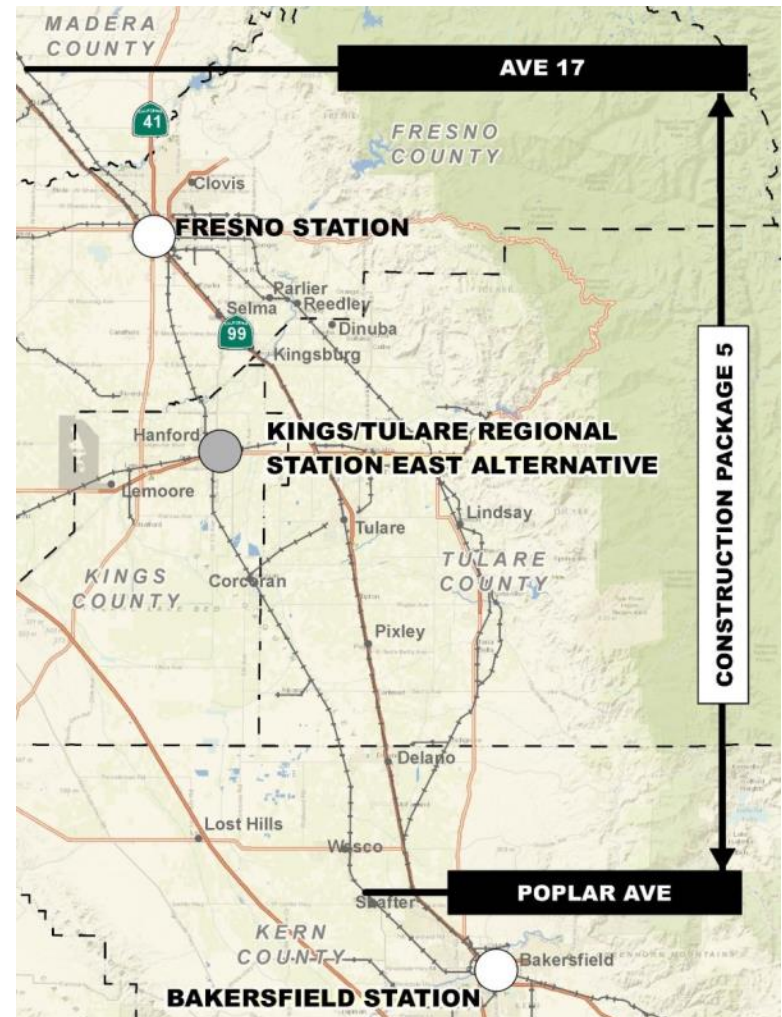 MADERA
COUNTY
AVE 17
41
FRESNO
COUNTY
Clovis
FRESNO STATION
Parlier
Reedley
Selma
Dinuba
99
Kingsburg
Hanford
KINGS/TULARE REGIONAL
STATION EAST ALTERNATIVE
Lemoore
Tulare
Lindsay
KINGS
COUNTY
Corcoran
TULARE
COUNTY
CONSTRUCTION PACKAGE 5
Pixley
Delano
Lost Hills
Wasco
POPLAR AVE
Shafter
KERN
COUNTY
Bakersfield
BAKERSFIELD STATION